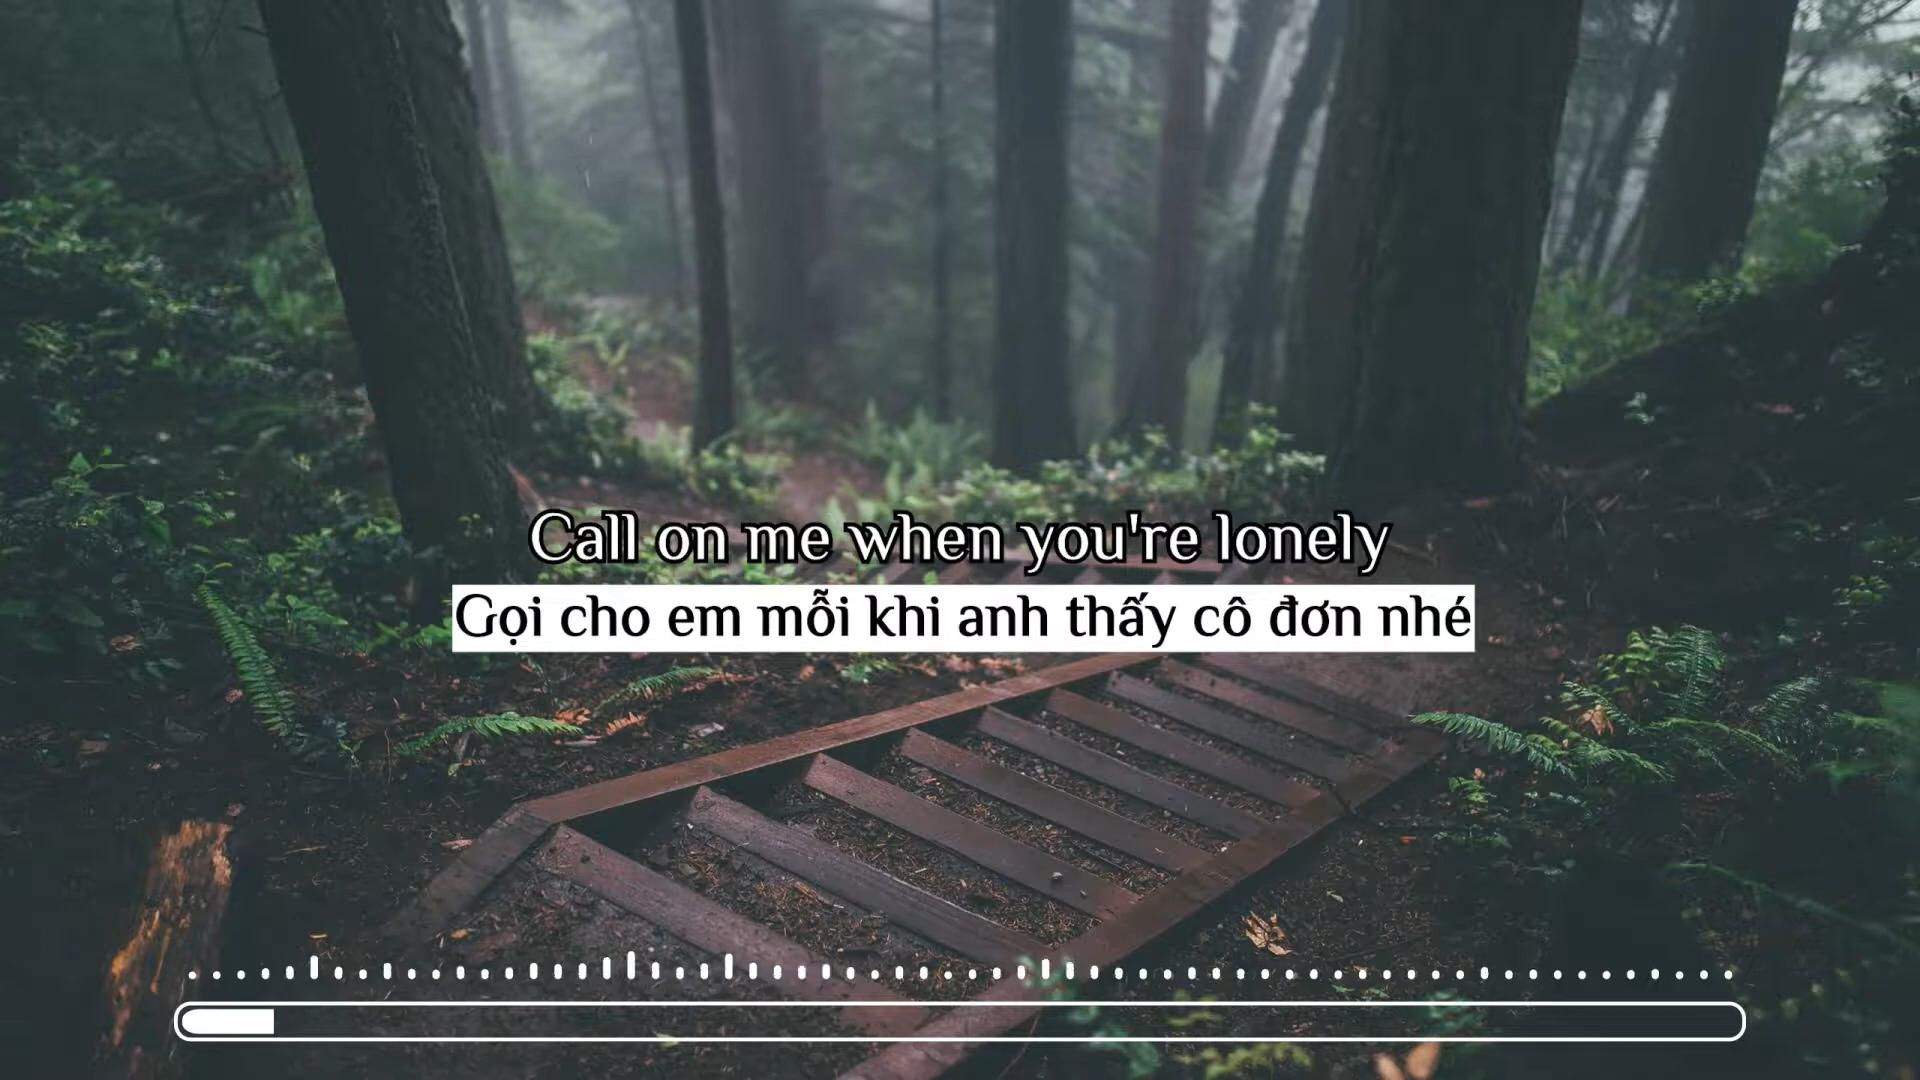 Call on me when you're lonely
Gọi cho em mỗi khi anh thấy cô đơn nhé